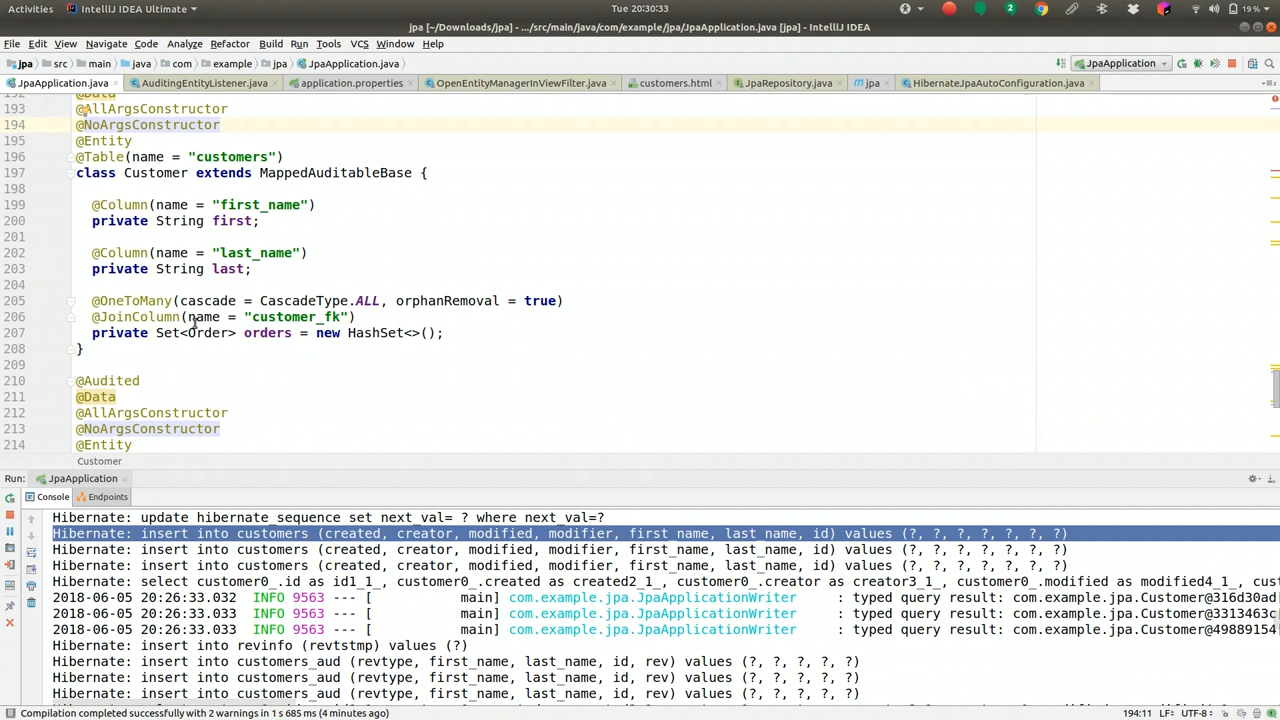 Activities IntelliJ IDEA Ultimate Tue 20:30:33 2 19%
jpa [~/Downloads/jpa] - .../src/main/java/com/example/jpa/JpaApplication.java [jpa] - IntelliJ IDEA
File Edit View Navigate Code Analyze Refactor Build Run Tools VCS Window Help
jpa src main java com example jpa JpaApplication.java JpaApplication
JpaApplication.java AuditingEntityListener.java application.properties OpenEntityManagerInViewFilter.java customers.html JpaRepository.java jpa HibernateJpaAutoConfiguration.java
192 @Data
193 @AllArgsConstructor
194 @NoArgsConstructor
195 @Entity
196 @Table(name = "customers")
197 class Customer extends MappedAuditableBase {
198
199 @Column(name = "first_name")
200 private String first;
201
202 @Column(name = "last_name")
203 private String last;
204
205 @OneToMany(cascade = CascadeType.ALL, orphanRemoval = true)
206 @JoinColumn(name = "customer_fk")
207 private Set<Order> orders = new HashSet<>();
208 }
209
210 @Audited
211 @Data
212 @AllArgsConstructor
213 @NoArgsConstructor
214 @Entity
Customer
Run: JpaApplication
Console Endpoints
Hibernate: update hibernate_sequence set next_val= ? where next_val=?
Hibernate: insert into customers (created, creator, modified, modifier, first_name, last_name, id) values (?, ?, ?, ?, ?, ?, ?)
Hibernate: insert into customers (created, creator, modified, modifier, first_name, last_name, id) values (?, ?, ?, ?, ?, ?, ?)
Hibernate: insert into customers (created, creator, modified, modifier, first_name, last_name, id) values (?, ?, ?, ?, ?, ?, ?)
Hibernate: select customer0_.id as id1_1_, customer0_.created as created2_1_, customer0_.creator as creator3_1_, customer0_.modified as modified4_1_, cus
2018-06-05 20:26:33.032 INFO 9563 --- [ main] com.example.jpa.JpaApplicationWriter : typed query result: com.example.jpa.Customer@316d30ad[
2018-06-05 20:26:33.033 INFO 9563 --- [ main] com.example.jpa.JpaApplicationWriter : typed query result: com.example.jpa.Customer@3313463c[
2018-06-05 20:26:33.033 INFO 9563 --- [ main] com.example.jpa.JpaApplicationWriter : typed query result: com.example.jpa.Customer@49889154[
Hibernate: insert into revinfo (revtstmp) values (?)
Hibernate: insert into customers_aud (revtype, first_name, last_name, id, rev) values (?, ?, ?, ?, ?)
Hibernate: insert into customers_aud (revtype, first_name, last_name, id, rev) values (?, ?, ?, ?, ?)
Hibernate: insert into customers_aud (revtype, first_name, last_name, id, rev) values (?, ?, ?, ?, ?)
Compilation completed successfully with 2 warnings in 1 s 685 ms (4 minutes ago) 194:11 LF÷ UTF-8÷